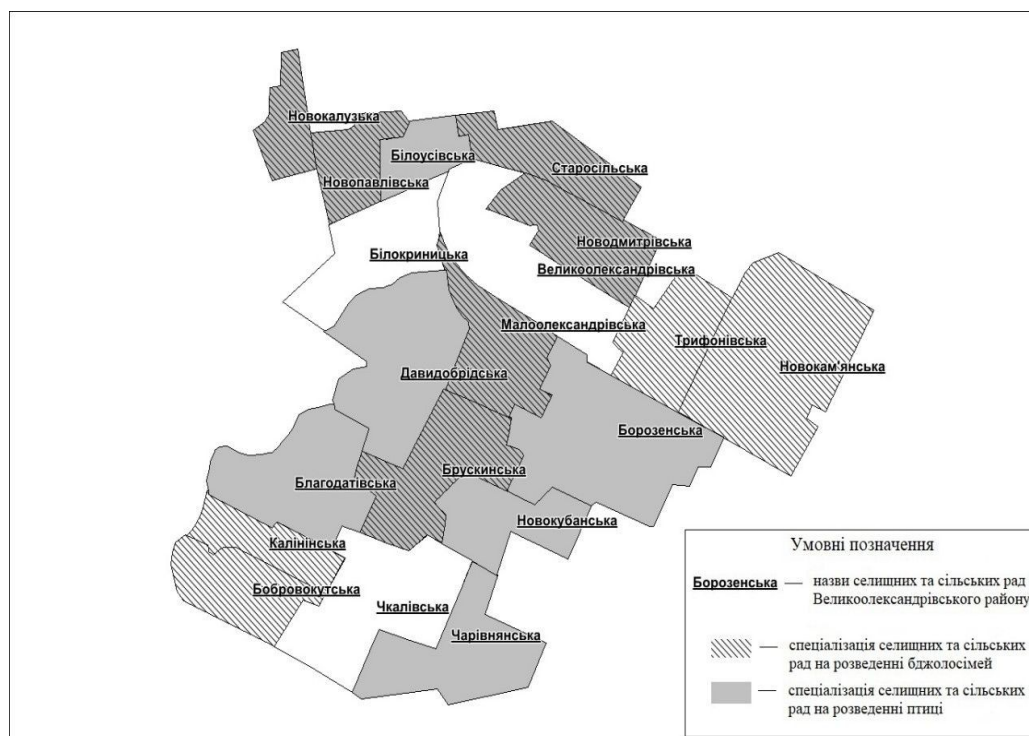 Новокалузька
Білоусівська
Старосільська
Новопавлівська
Новодмитрівська
Білокриницька
Великоолександрівська
Малоолександрівська
Трифонівська
Новокам'янська
Давидобрідська
Борозенська
Брускинська
Благодатівська
Новокубанська
Калінінська
Бобровокутська
Чкалівська
Чарівнянська
Умовні позначення
Борозенська — назви селищних та сільських рад
Великоолександрівського району
— спеціалізація селищних та сільських
рад на розведенні бджолосімей
— спеціалізація селищних та сільських
рад на розведенні птиці